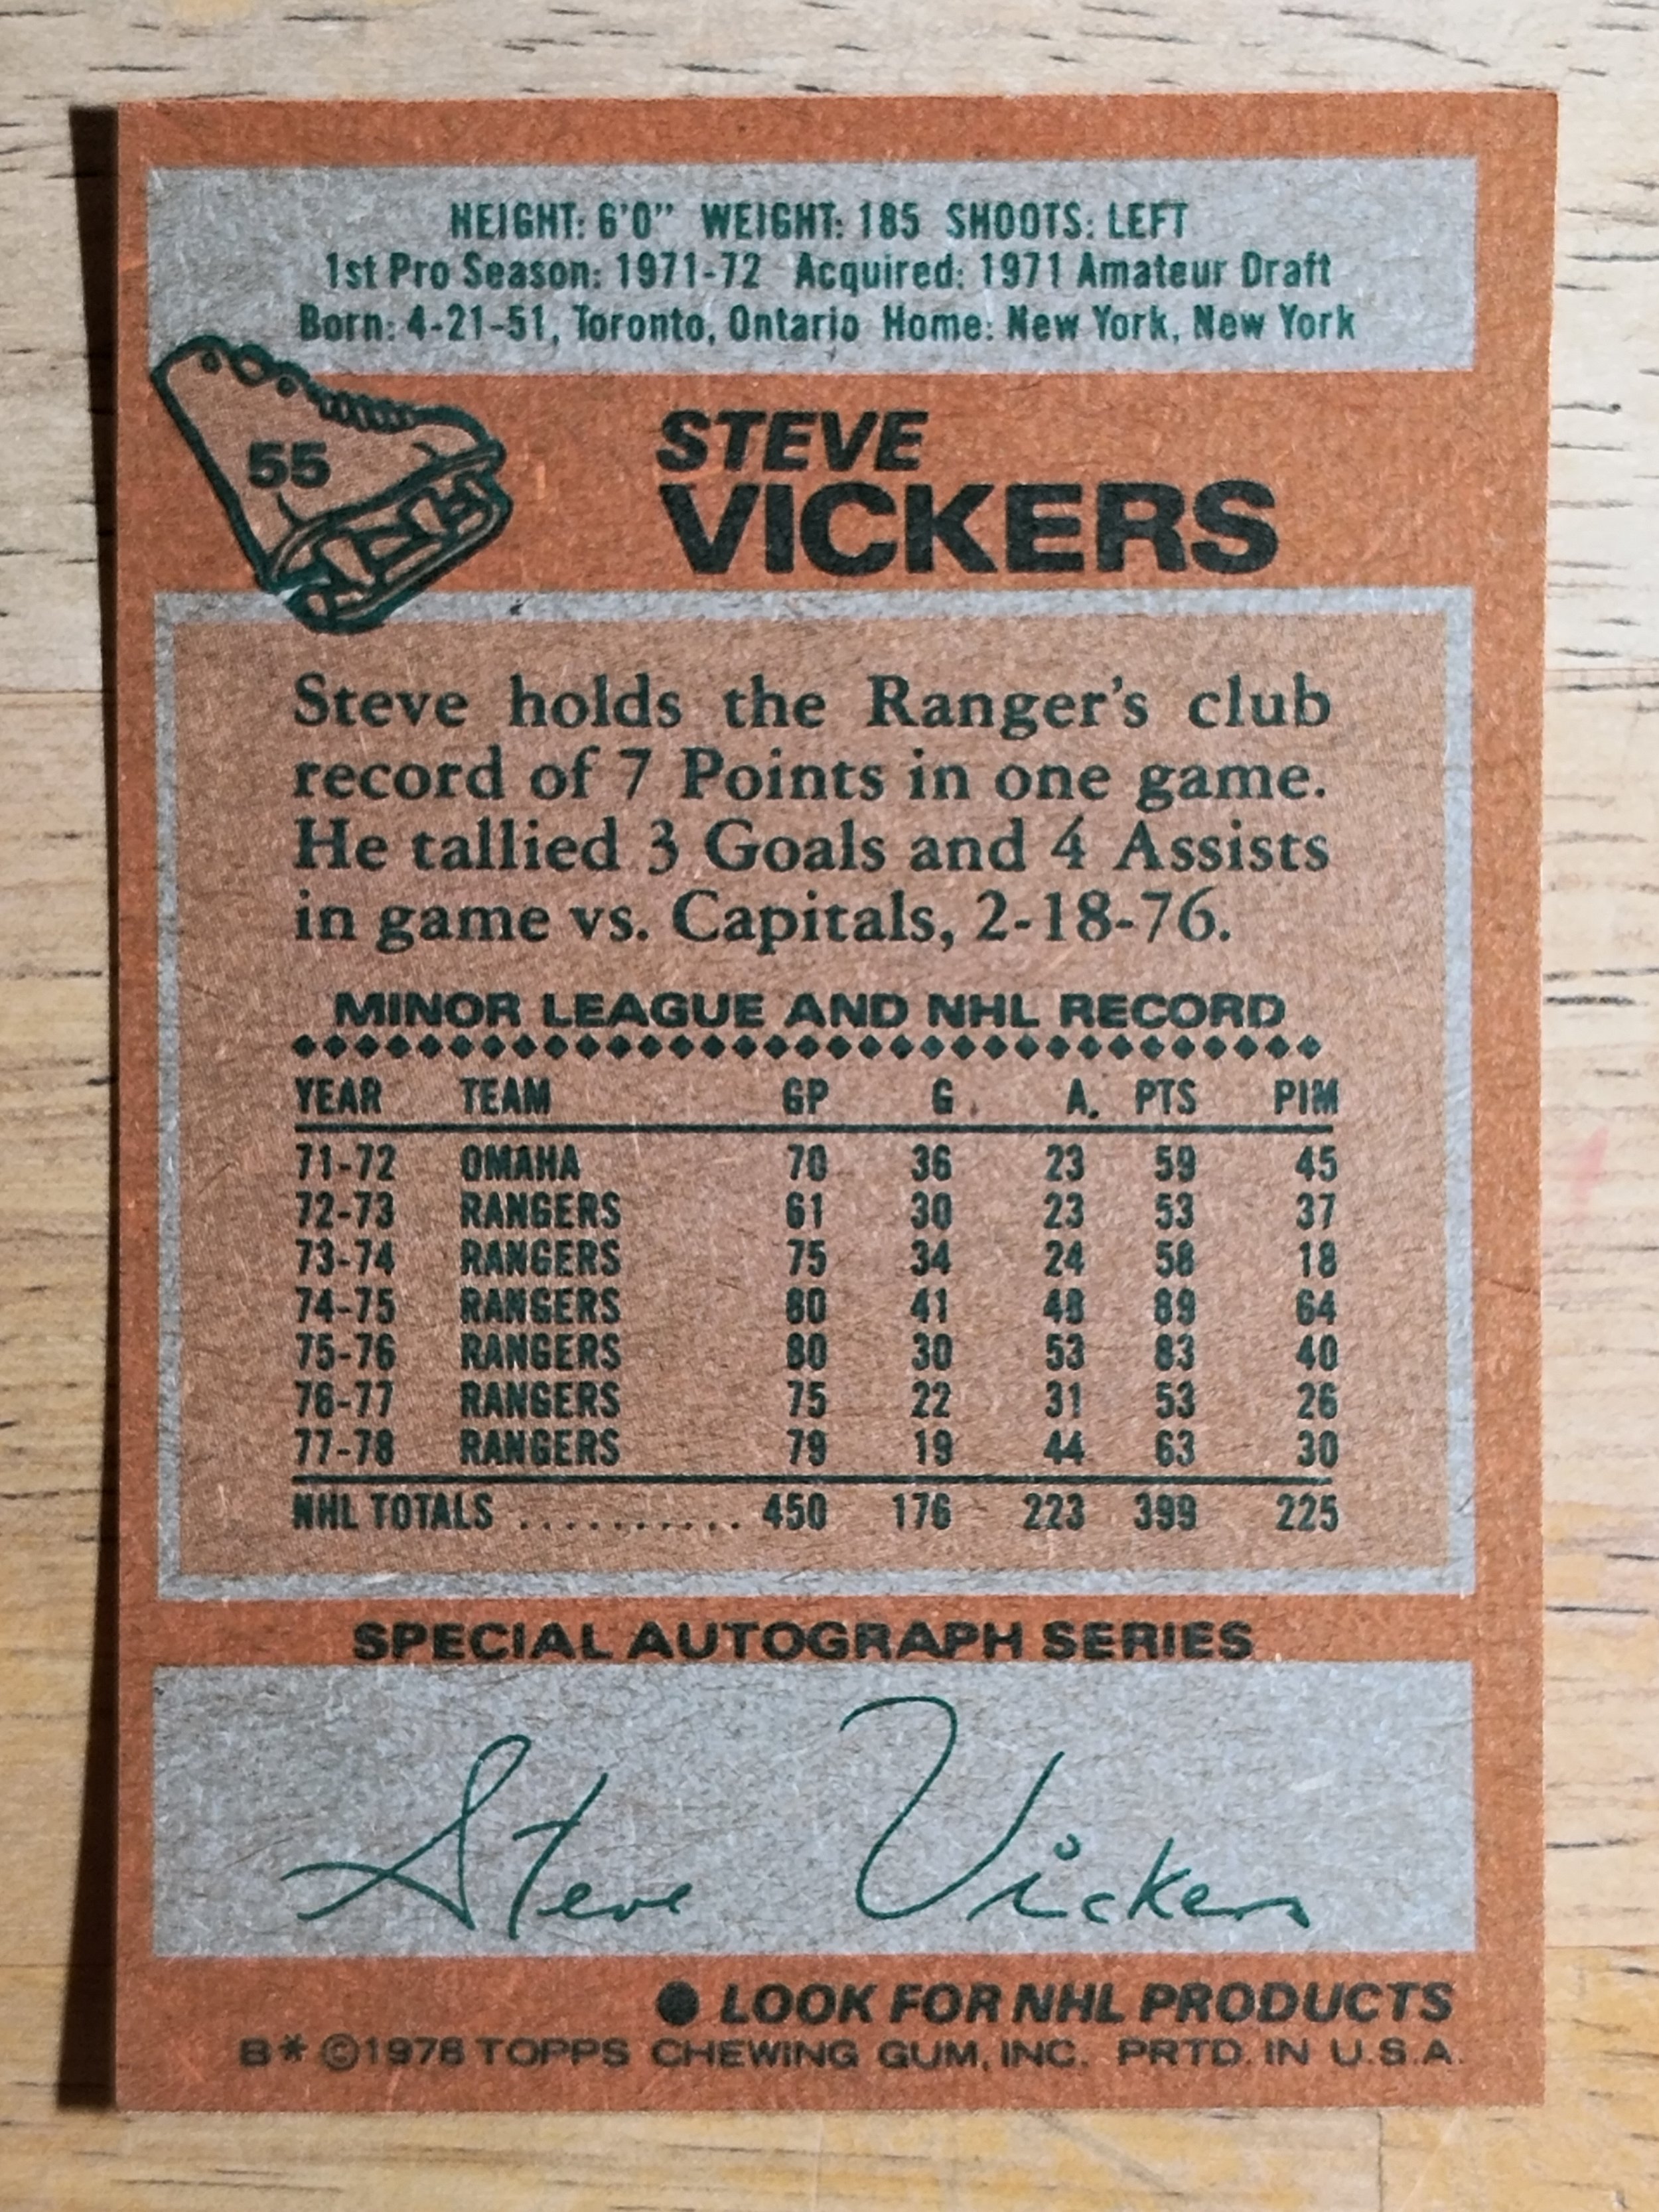 HEIGHT: 6'0" WEIGHT: 185 SHOOTS: LEFT
1st Pro Season: 1971-72 Acquired: 1971 Amateur Draft
Born: 4-21-51, Toronto, Ontario Home: New York, New York
55
STEVE
VICKERS
Steve holds the Ranger's club
record of 7 Points in one game.
He tallied 3 Goals and 4 Assists
in game vs. Capitals, 2-18-76.
MINOR LEAGUE AND NHL RECORD
YEAR TEAM GP G. A. PTS PIM
71-72 OMAHA 70 36 23 59 45
72-73 RANGERS 61 30 23 53 37
73-74 RANGERS 75 34 24 58 18
74-75 RANGERS 80 41 48 89 64
75-76 RANGERS 80 30 53 83 40
76-77 RANGERS 75 22 31 53 26
77-78 RANGERS 79 19 44 63 30
NHL TOTALS .......... 450 176 223 399 225
SPECIAL AUTOGRAPH SERIES
Steve Vickers
● LOOK FOR NHL PRODUCTS
B* ©1978 TOPPS CHEWING GUM, INC. PRTD. IN U.S.A.